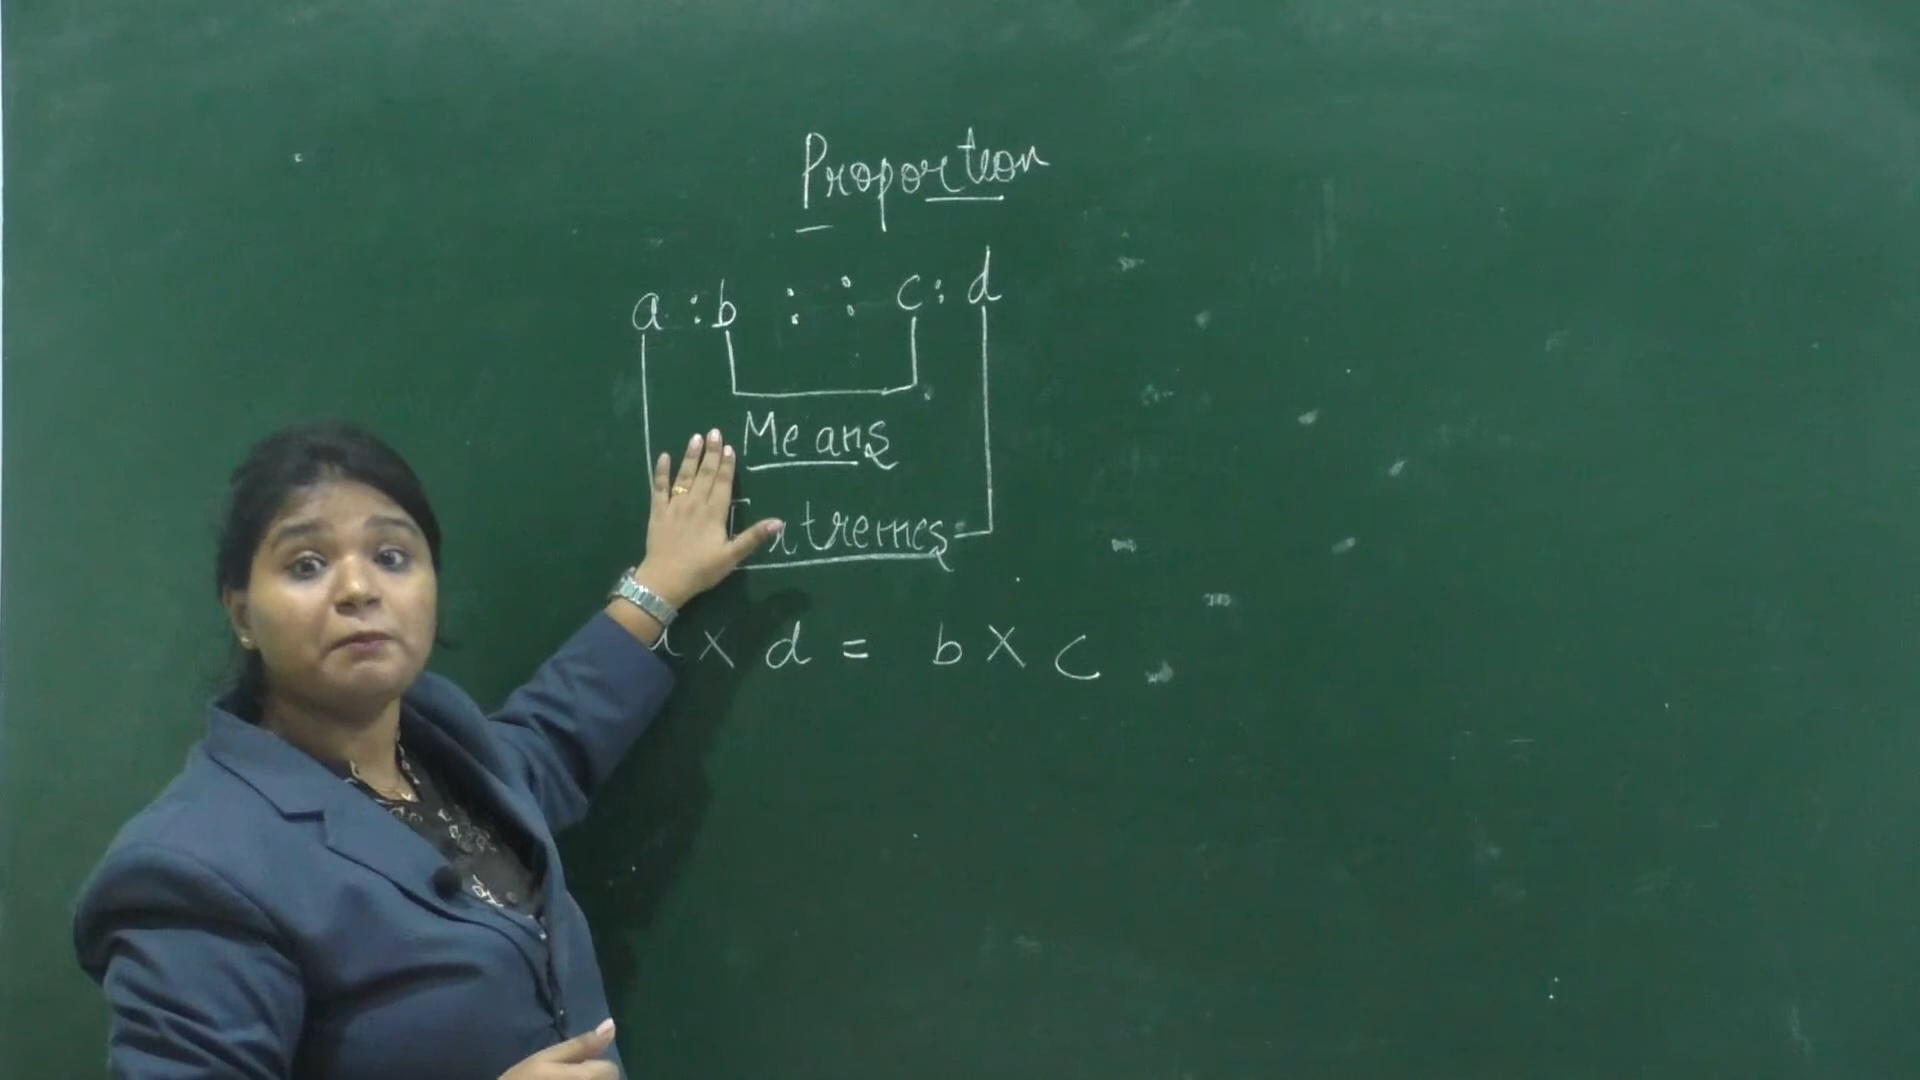 Proportion
a : b : : c : d
Means
Extremes
a x d = b x c